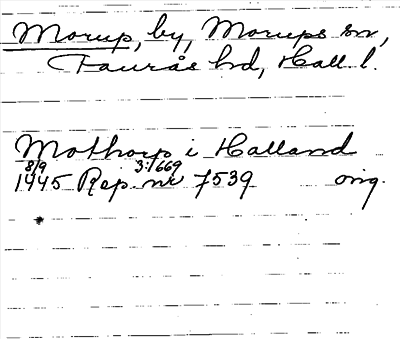 Morup, by, Morups sn,
Faurås hd, Hall. l.
Mothorp i Halland
8/9 3:1669
1445 Rep. nr 7539 orig.